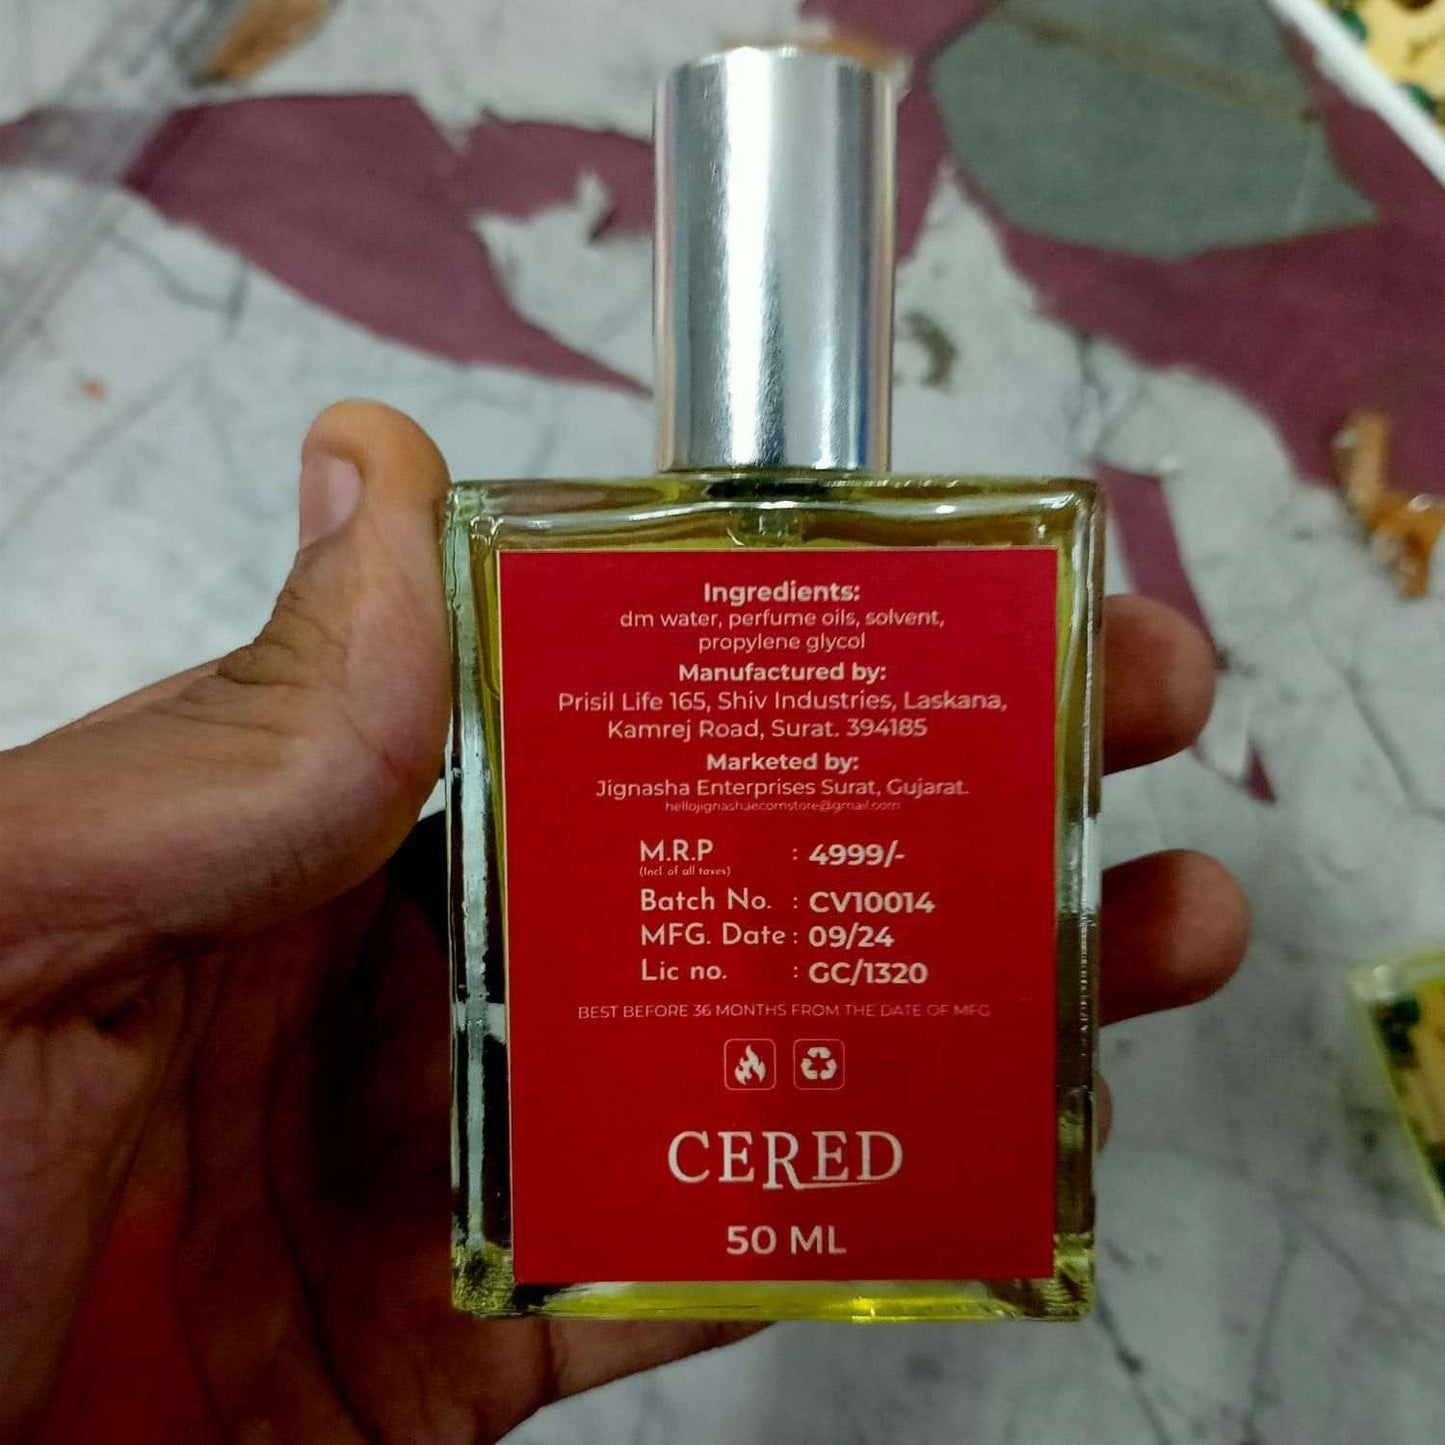 Ingredients:
dm water, perfume oils, solvent,
propylene glycol
Manufactured by:
Prisil Life 165, Shiv Industries, Laskana,
Kamrej Road, Surat. 394185
Marketed by:
Jignasha Enterprises Surat, Gujarat.
hellojignashaecomstore@gmail.com
M.R.P : 4999/-
(Incl of all taxes)
Batch No. : CV10014
MFG. Date : 09/24
Lic no. : GC/1320
BEST BEFORE 36 MONTHS FROM THE DATE OF MFG
CERED
50 ML